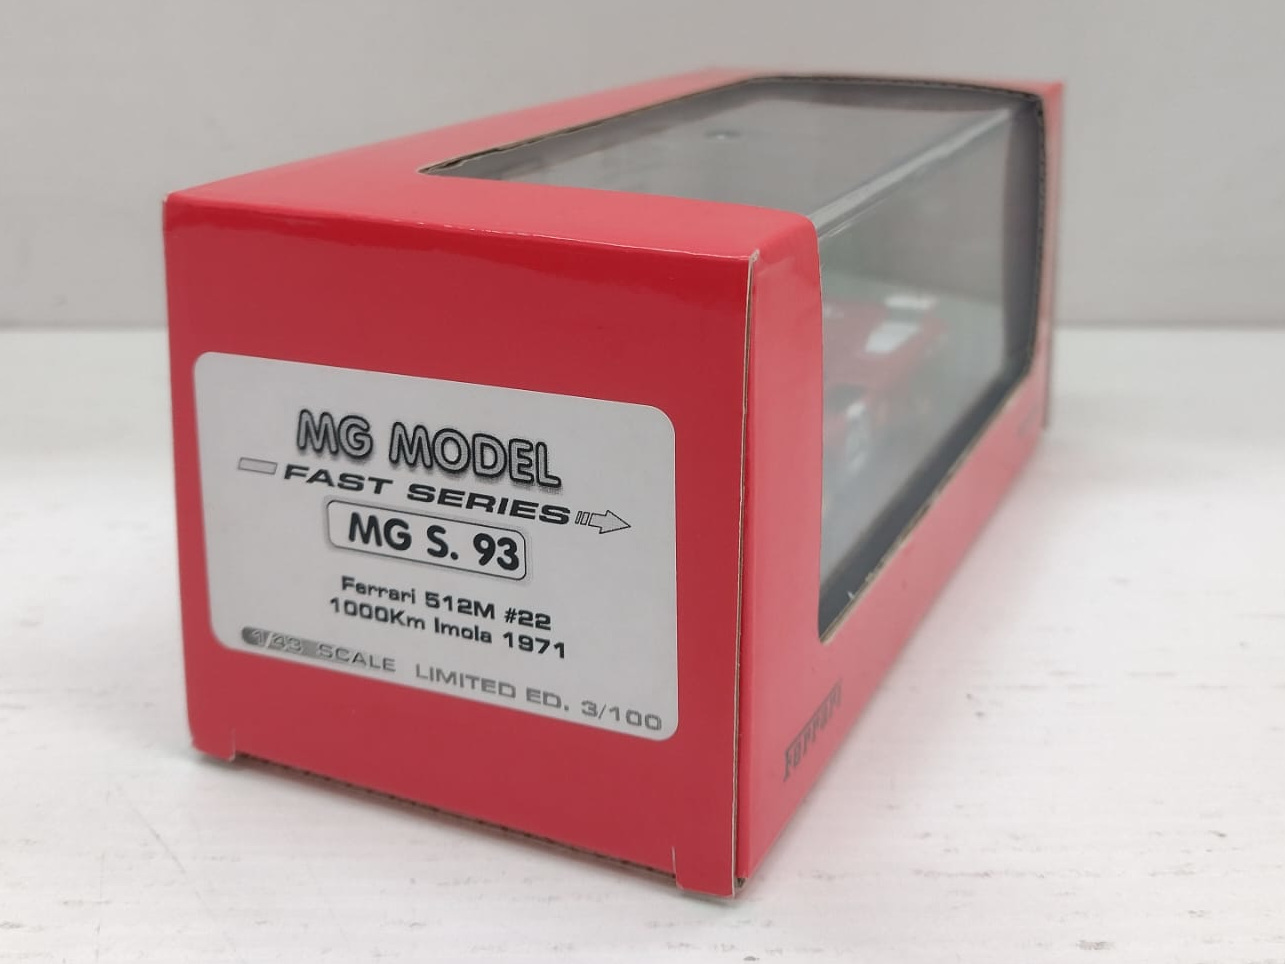 MG MODEL
FAST SERIES
MG S. 93
Ferrari 512M #22
1000Km Imola 1971
1/43 SCALE LIMITED ED. 3/100
Ferrari